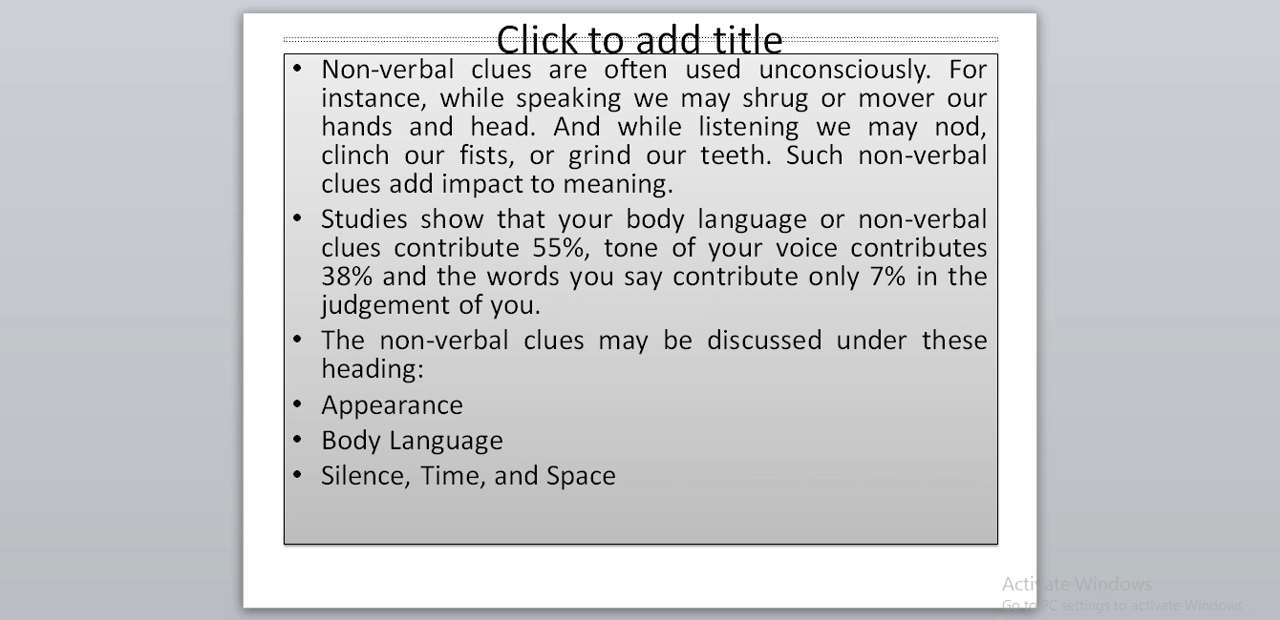 Click to add title
• Non-verbal clues are often used unconsciously. For
instance, while speaking we may shrug or mover our
hands and head. And while listening we may nod,
clinch our fists, or grind our teeth. Such non-verbal
clues add impact to meaning.
• Studies show that your body language or non-verbal
clues contribute 55%, tone of your voice contributes
38% and the words you say contribute only 7% in the
judgement of you.
• The non-verbal clues may be discussed under these
heading:
• Appearance
• Body Language
• Silence, Time, and Space
Activate Windows
Go to PC settings to activate Windows.